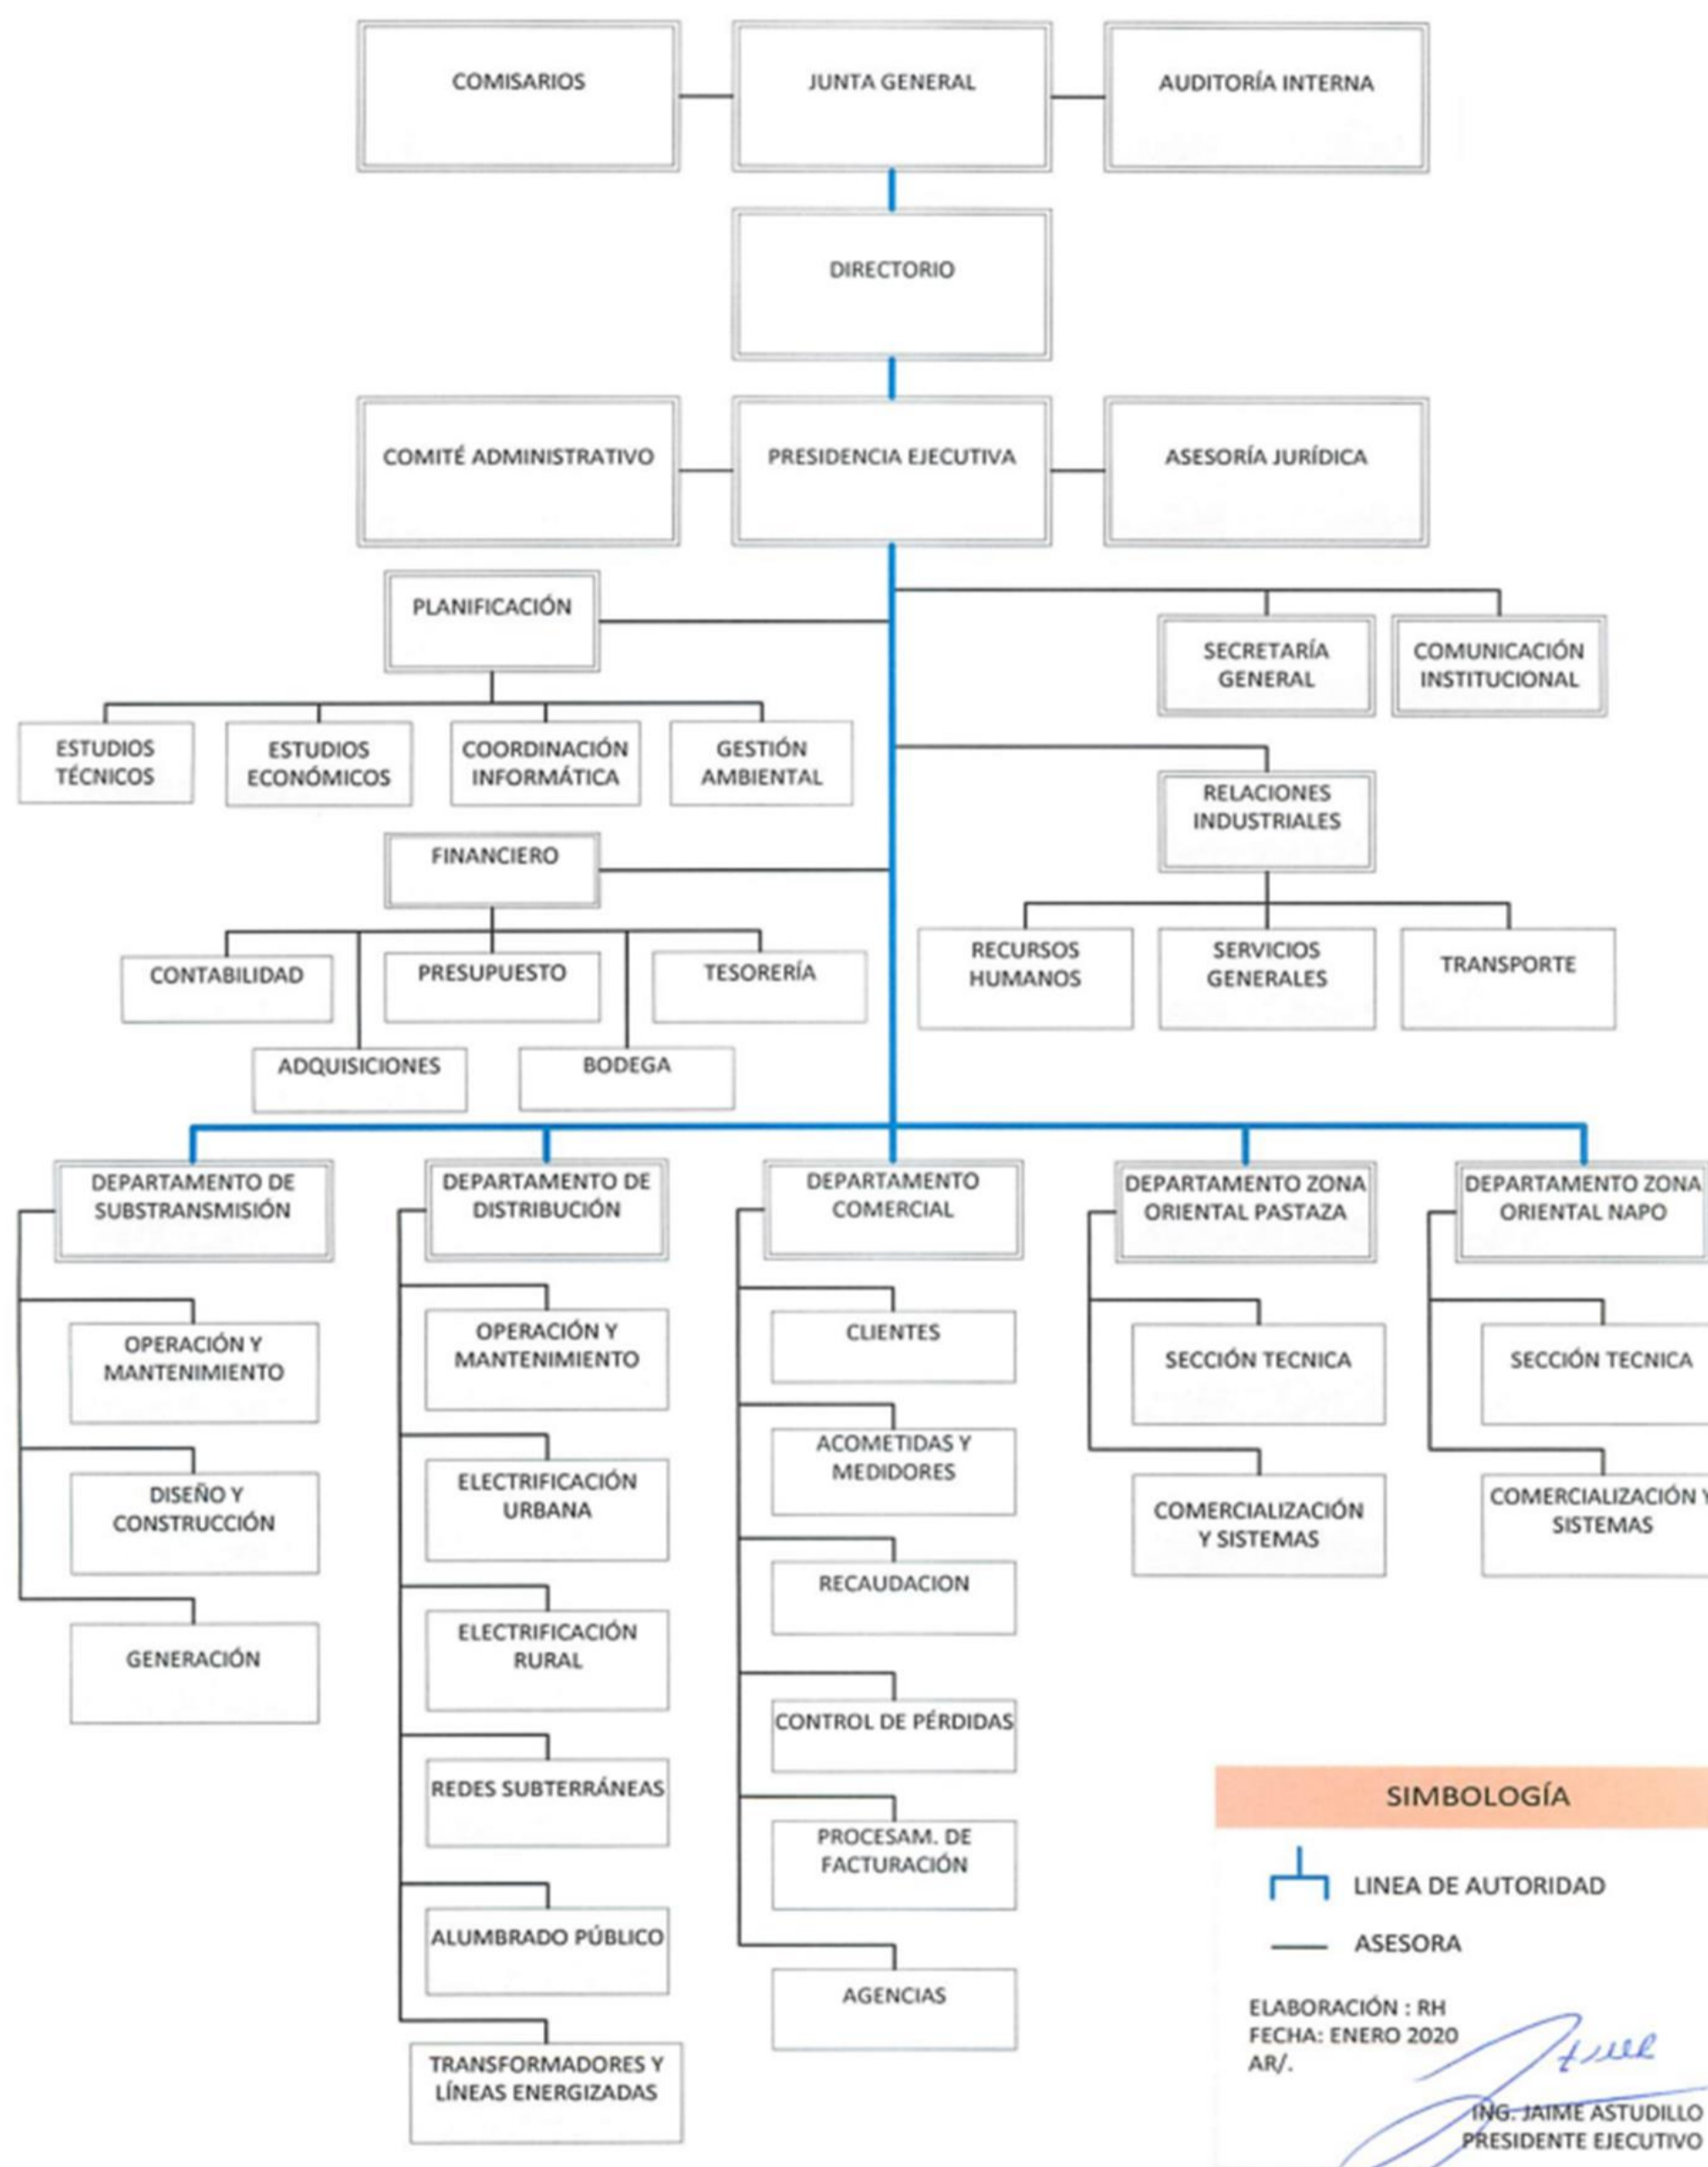 COMISARIOS
JUNTA GENERAL
AUDITORÍA INTERNA
DIRECTORIO
COMITÉ ADMINISTRATIVO
PRESIDENCIA EJECUTIVA
ASESORÍA JURÍDICA
PLANIFICACIÓN
SECRETARÍA
GENERAL
COMUNICACIÓN
INSTITUCIONAL
ESTUDIOS
TÉCNICOS
ESTUDIOS
ECONÓMICOS
COORDINACIÓN
INFORMÁTICA
GESTIÓN
AMBIENTAL
RELACIONES
INDUSTRIALES
FINANCIERO
CONTABILIDAD
PRESUPUESTO
TESORERÍA
RECURSOS
HUMANOS
SERVICIOS
GENERALES
TRANSPORTE
ADQUISICIONES
BODEGA
DEPARTAMENTO DE
SUBSTRANSMISIÓN
OPERACIÓN Y
MANTENIMIENTO
DISEÑO Y
CONSTRUCCIÓN
GENERACIÓN
DEPARTAMENTO DE
DISTRIBUCIÓN
OPERACIÓN Y
MANTENIMIENTO
ELECTRIFICACIÓN
URBANA
ELECTRIFICACIÓN
RURAL
REDES SUBTERRÁNEAS
ALUMBRADO PÚBLICO
TRANSFORMADORES Y
LÍNEAS ENERGIZADAS
DEPARTAMENTO
COMERCIAL
CLIENTES
ACOMETIDAS Y
MEDIDORES
RECAUDACION
CONTROL DE PÉRDIDAS
PROCESAM. DE
FACTURACIÓN
AGENCIAS
DEPARTAMENTO ZONA
ORIENTAL PASTAZA
SECCIÓN TECNICA
COMERCIALIZACIÓN
Y SISTEMAS
DEPARTAMENTO ZONA
ORIENTAL NAPO
SECCIÓN TECNICA
COMERCIALIZACIÓN Y
SISTEMAS
SIMBOLOGÍA
LINEA DE AUTORIDAD
ASESORA
ELABORACIÓN : RH
FECHA: ENERO 2020
AR/.
ING. JAIME ASTUDILLO
PRESIDENTE EJECUTIVO